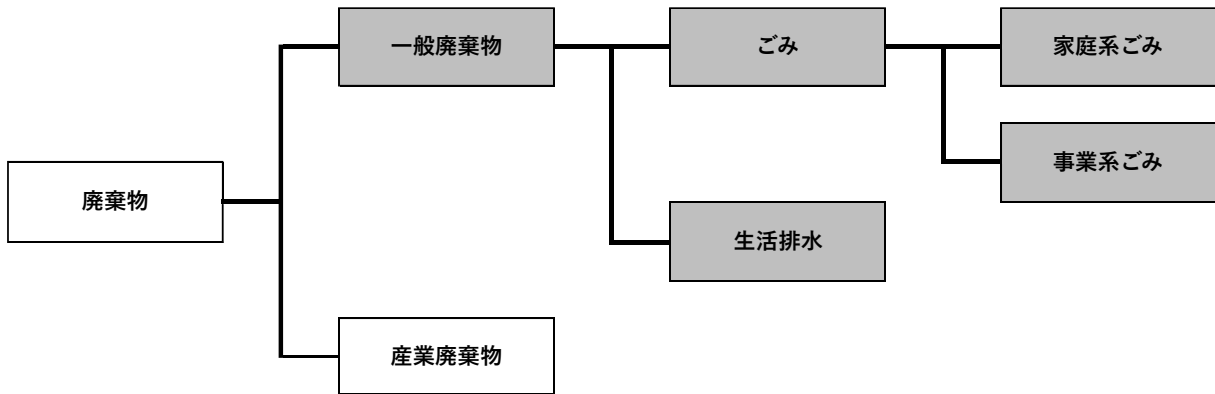 一般廃棄物
ごみ
家庭系ごみ
事業系ごみ
廃棄物
生活排水
産業廃棄物